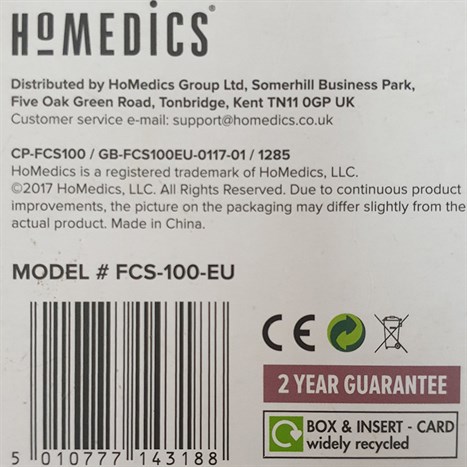 HoMEDiCS®
Distributed by HoMedics Group Ltd, Somerhill Business Park,
Five Oak Green Road, Tonbridge, Kent TN11 0GP UK
Customer service e-mail: support@homedics.co.uk
CP-FCS100 / GB-FCS100EU-0117-01 / 1285
HoMedics is a registered trademark of HoMedics, LLC.
©2017 HoMedics, LLC. All Rights Reserved. Due to continuous product
improvements, the picture on the packaging may differ slightly from the
actual product. Made in China.
MODEL # FCS-100-EU
CE
2 YEAR GUARANTEE
BOX & INSERT - CARD
widely recycled
5 010777 143188